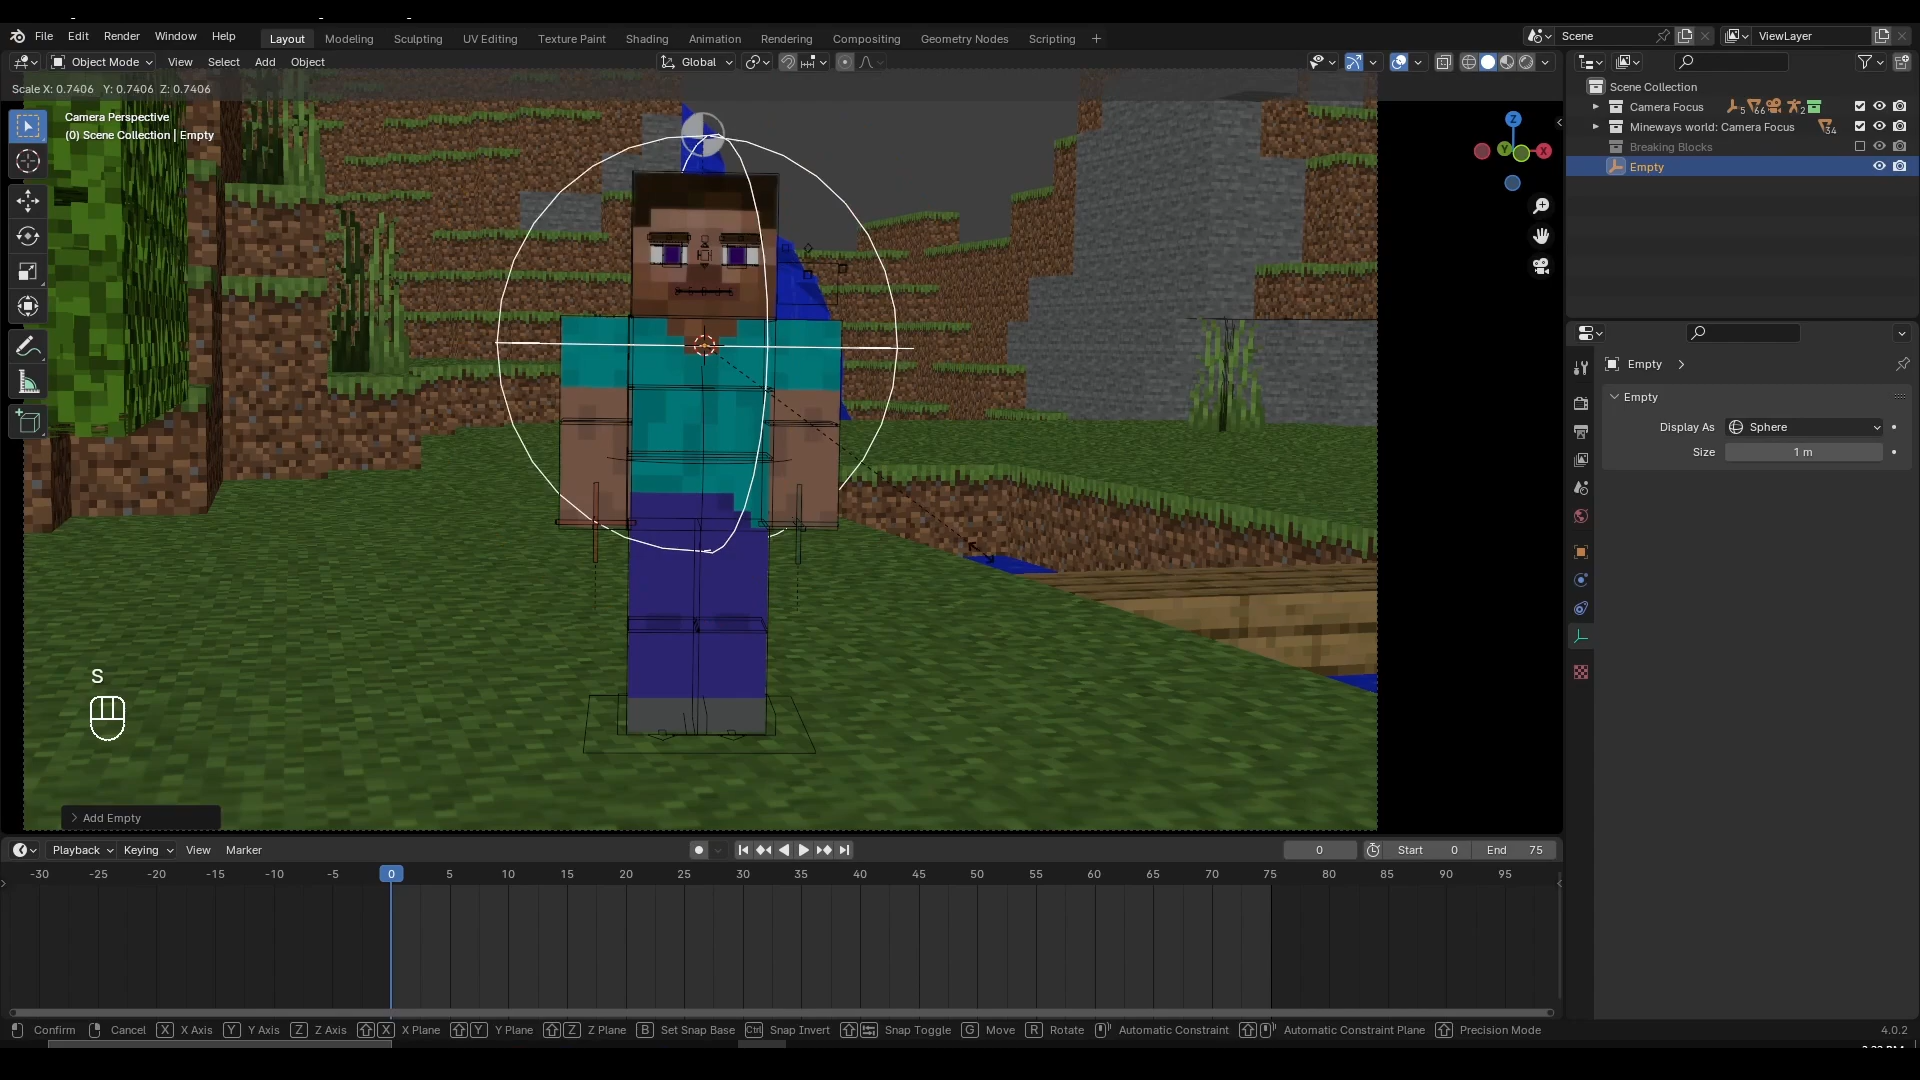 File Edit Render Window Help Layout Modeling Sculpting UV Editing Texture Paint Shading Animation Rendering Compositing Geometry Nodes Scripting + Scene ViewLayer
Object Mode View Select Add Object Global
Scale X: 0.7406 Y: 0.7406 Z: 0.7406
Camera Perspective
(0) Scene Collection | Empty
Z
Y
X
Scene Collection
Camera Focus 5 66 2
Mineways world: Camera Focus 34
Breaking Blocks
Empty
Empty
Empty
Display As Sphere
Size 1 m
S
Add Empty
Playback Keying View Marker 0 Start 0 End 75
-30 -25 -20 -15 -10 -5 0 5 10 15 20 25 30 35 40 45 50 55 60 65 70 75 80 85 90 95
Confirm Cancel X X Axis Y Y Axis Z Z Axis X X Plane Y Y Plane Z Z Plane B Set Snap Base Ctrl Snap Invert Snap Toggle G Move R Rotate Automatic Constraint Automatic Constraint Plane Precision Mode 4.0.2